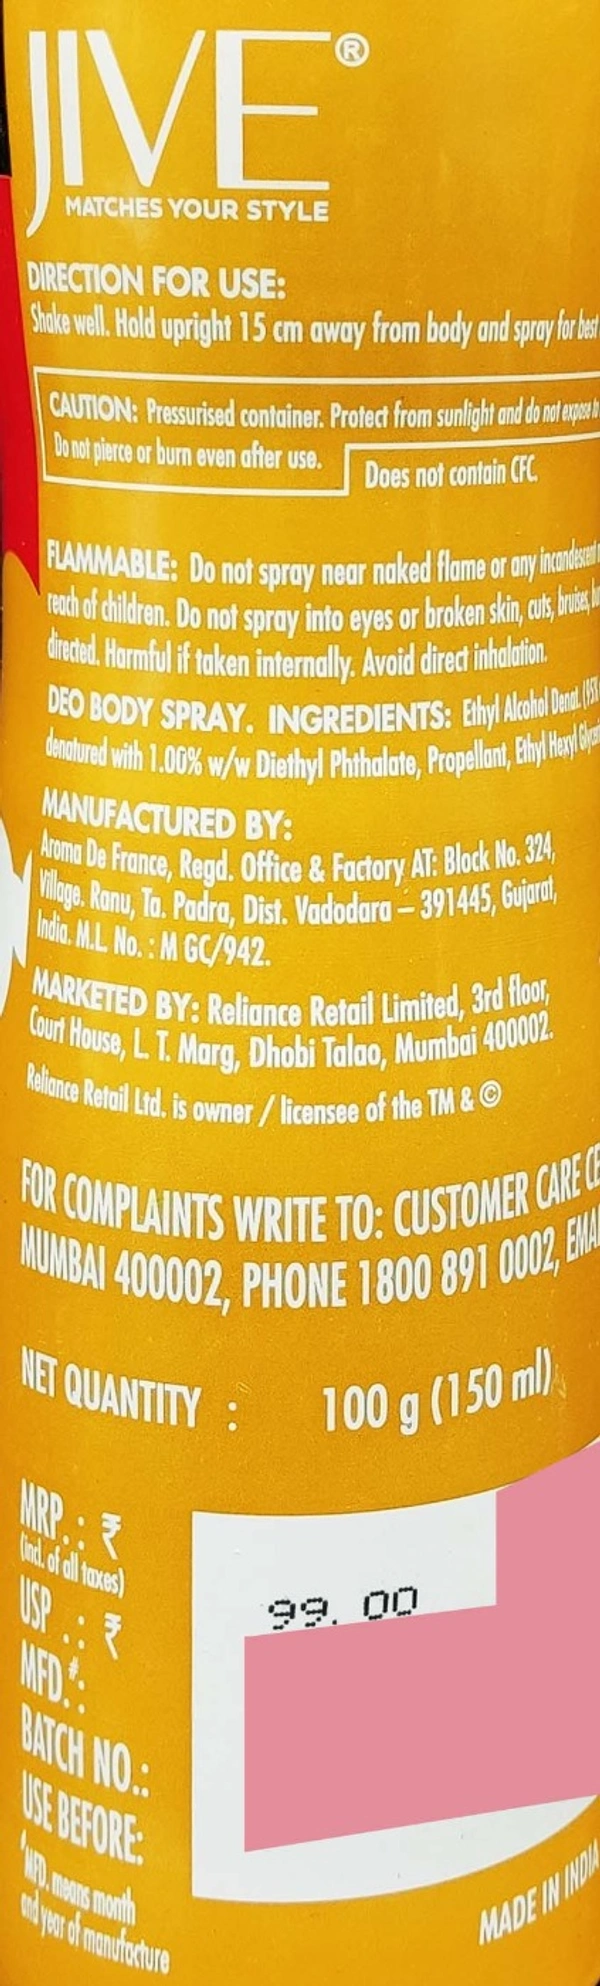 JIVE®
MATCHES YOUR STYLE
DIRECTION FOR USE:
Shake well. Hold upright 15 cm away from body and spray for best
CAUTION: Pressurised container. Protect from sunlight and do not expose to
Do not pierce or burn even after use.
Does not contain CFC.
FLAMMABLE: Do not spray near naked flame or any incandescent
reach of children. Do not spray into eyes or broken skin, cuts, bruises,
directed. Harmful if taken internally. Avoid direct inhalation.
DEO BODY SPRAY. INGREDIENTS: Ethyl Alcohol Denat. (95%
denatured with 1.00% w/w Diethyl Phthalate, Propellant, Ethyl Hexyl
MANUFACTURED BY:
Aroma De France, Regd. Office & Factory AT: Block No. 324,
Village. Ranu, Ta. Padra, Dist. Vadodara – 391445, Gujarat,
India. M.L. No. : M GC/942.
MARKETED BY: Reliance Retail Limited, 3rd floor,
Court House, L. T. Marg, Dhobi Talao, Mumbai 400002.
Reliance Retail Ltd. is owner / licensee of the TM & ©
FOR COMPLAINTS WRITE TO: CUSTOMER CARE
MUMBAI 400002, PHONE 1800 891 0002,
NET QUANTITY : 100 g (150 ml)
MRP.: ₹ 99.00
(incl. of all taxes)
USP .: ₹
MFD.#:
BATCH NO.:
USE BEFORE:
#MFD. means month
and year of manufacture
MADE IN INDIA